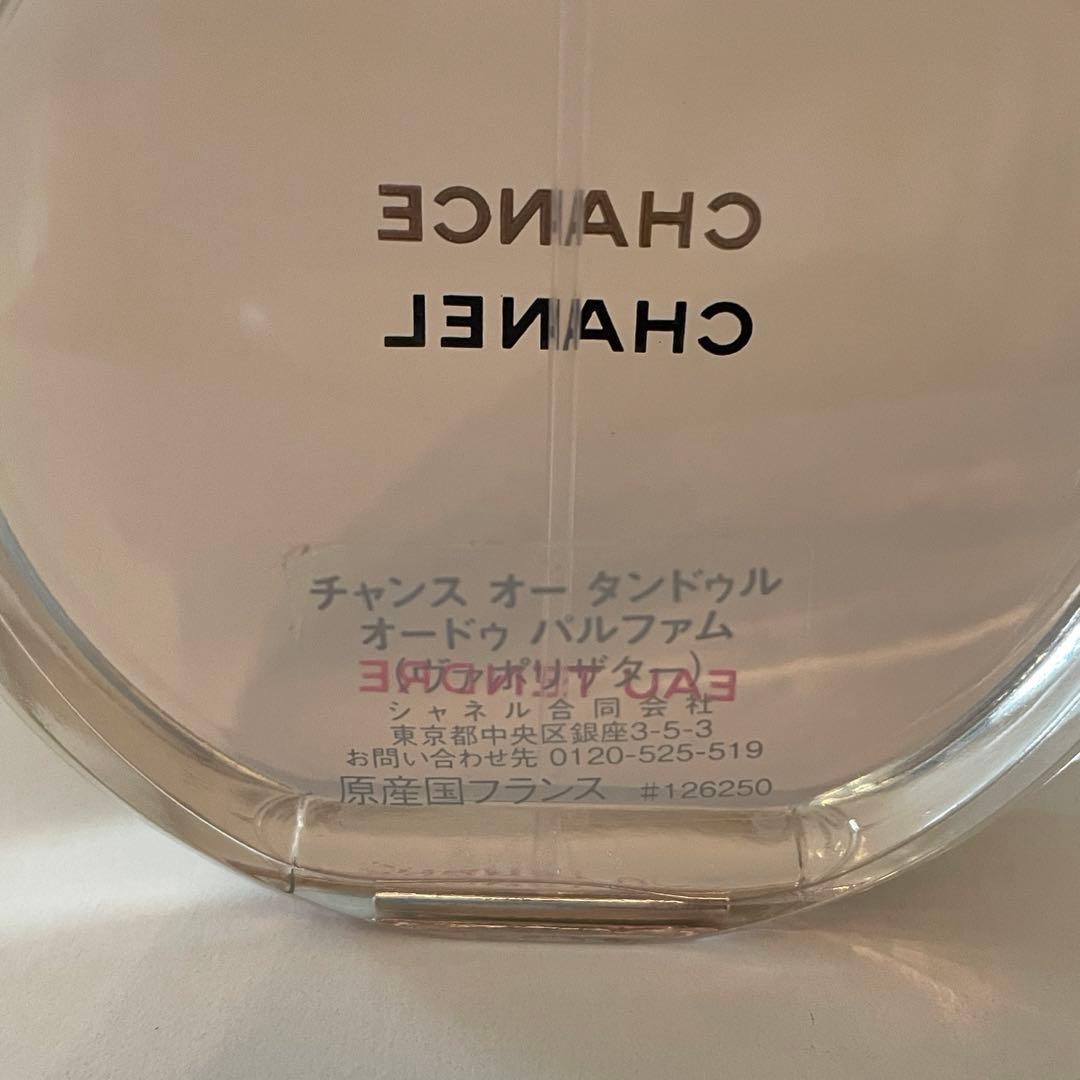 CHANCE
CHANEL
チャンス オー タンドゥル
オードゥ パルファム
(ヴァポリザター)
EAU TENDRE
シャネル合同会社
東京都中央区銀座3-5-3
お問い合わせ先 0120-525-519
原産国フランス #126250